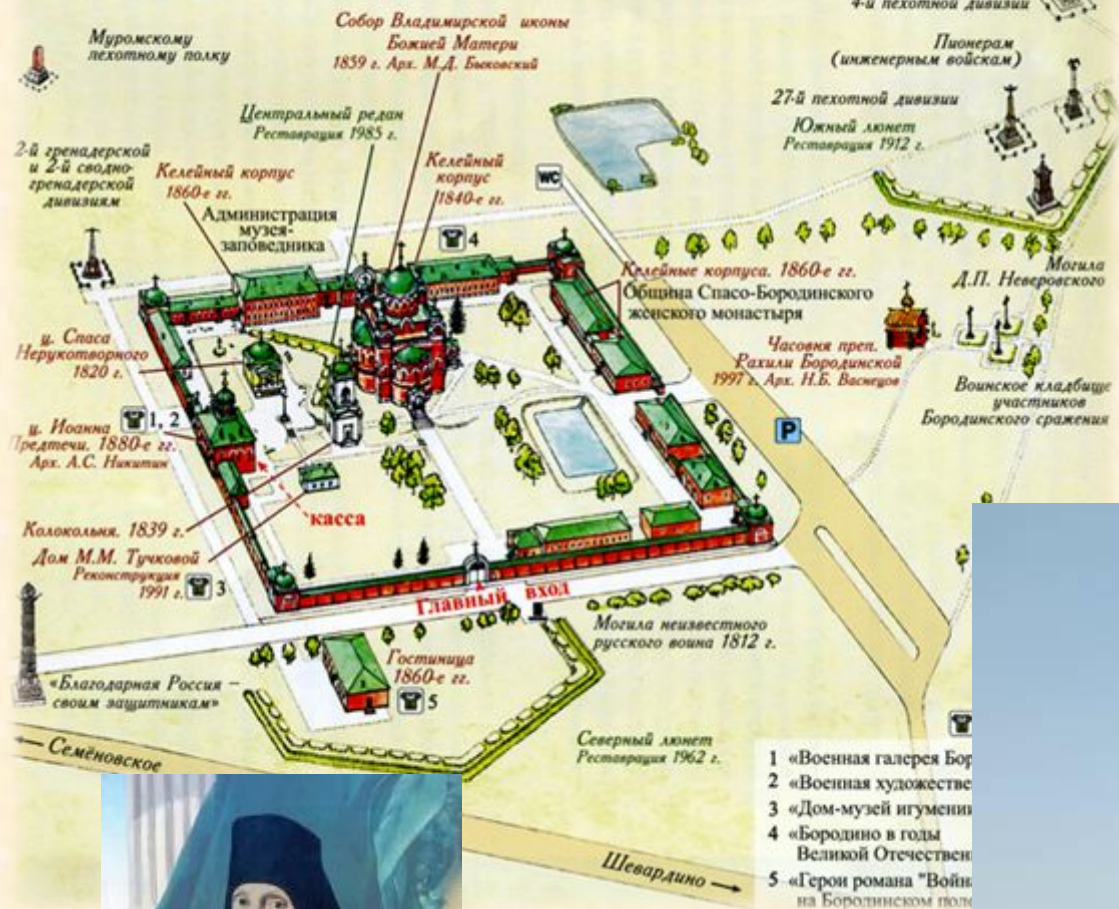 4-й пехотной дивизии
Собор Владимирской иконы
Божией Матери
1859 г. Арх. М.Д. Быковский
Муромскому
пехотному полку
Пионерам
(инженерным войскам)
27-й пехотной дивизии
Южный люнет
Реставрация 1912 г.
Центральный редан
Реставрация 1985 г.
2-й гренадерской
и 2-й сводно-
гренадерской
дивизиям
Келейный корпус
1860-е гг.
Администрация
музея-
заповедника
Келейный
корпус
1840-е гг.
WC
4
Келейные корпуса. 1860-е гг.
Община Спасо-Бородинского
женского монастыря
Могила
Д.П. Неверовского
ц. Спаса
Нерукотворного
1820 г.
Часовня преп.
Рахили Бородинской
1997 г. Арх. Н.Б. Васнецов
Воинское кладбище
участников
Бородинского сражения
1, 2
ц. Иоанна
Предтечи. 1880-е гг.
Арх. А.С. Никитин
P
касса
Колокольня. 1839 г.
Дом М.М. Тучковой
Реконструкция
1991 г.
3
Главный вход
Могила неизвестного
русского воина 1812 г.
Гостиница
1860-е гг.
5
«Благодарная Россия –
своим защитникам»
Северный люнет
Реставрация 1962 г.
Семёновское
Шевардино
1 «Военная галерея Бор
2 «Военная художестве
3 «Дом-музей игумении
4 «Бородино в годы
Великой Отечествен
5 «Герои романа "Война
на Бородинском поле